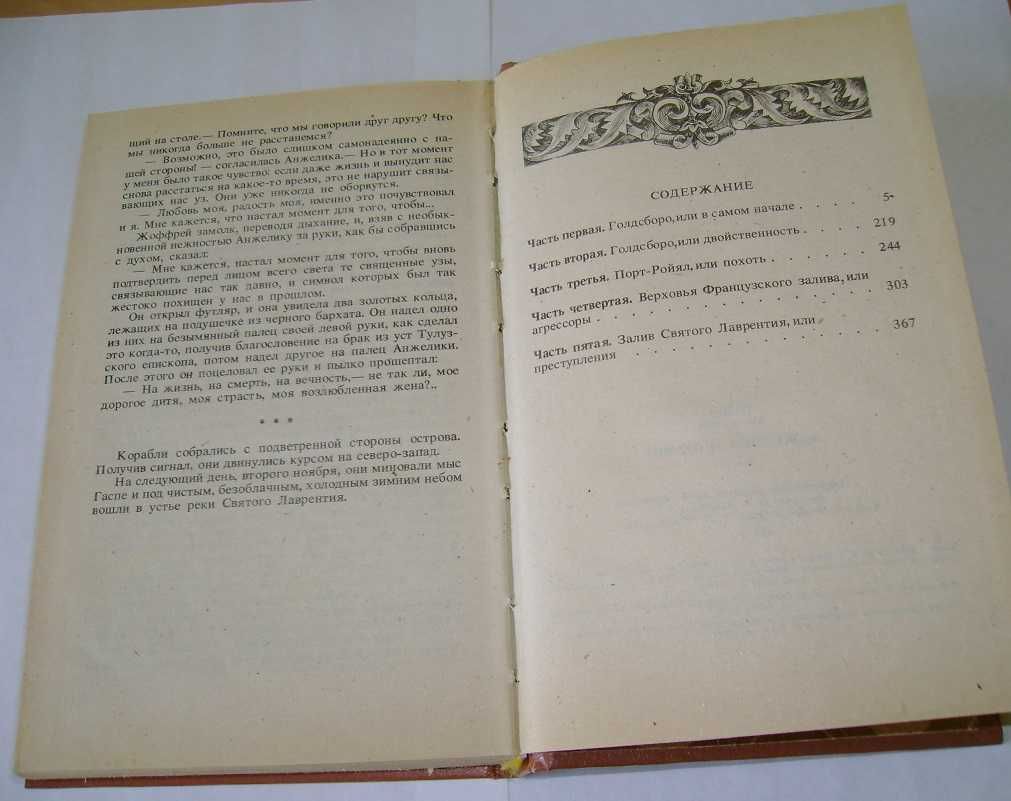 щий на столе.— Помните, что мы говорили друг другу? Что
мы никогда больше не расстанемся?
— Возможно, это было слишком самонадеянно с на-
шей стороны! — согласилась Анжелика.— Но в тот момент
у меня было такое чувство: если даже жизнь и вынудит нас
снова расстаться на какое-то время, это не нарушит связы-
вающих нас уз. Они уже никогда не оборвутся.
— Любовь моя, радость моя, именно это почувствовал
и я. Мне кажется, что настал момент для того, чтобы...
Жоффрей замолк, переводя дыхание, и, взяв с необык-
новенной нежностью Анжелику за руки, как бы собравшись
с духом, сказал:
— Мне кажется, настал момент для того, чтобы вновь
подтвердить перед лицом всего света те священные узы,
связывающие нас так давно, и символ которых был так
жестоко похищен у нас в прошлом.
Он открыл футляр, и она увидела два золотых кольца,
лежащих на подушечке из черного бархата. Он надел одно
из них на безымянный палец своей левой руки, как сделал
это когда-то, получив благословение на брак из уст Тулуз-
ского епископа, потом надел другое на палец Анжелики.
После этого он поцеловал ее руки и пылко прошептал:
— На жизнь, на смерть, на вечность,— не так ли, мое
дорогое дитя, моя страсть, моя возлюбленная жена?..
* * *
Корабли собрались с подветренной стороны острова.
Получив сигнал, они двинулись курсом на северо-запад.
На следующий день, второго ноября, они миновали мыс
Гаспе и под чистым, безоблачным, холодным зимним небом
вошли в устье реки Святого Лаврентия.
СОДЕРЖАНИЕ
Часть первая. Голдсборо,или в самом начале . . . . 5
Часть вторая. Голдсборо,или двойственность . . . . 219
Часть третья. Порт-Ройял,или похоть . . . . . . 244
Часть четвертая. Верховья Французского залива,или
агрессоры . . . . . . . . . . . . . 303
Часть пятая. Залив Святого Лаврентия, или
преступления . . . . . . . . . . . . 367